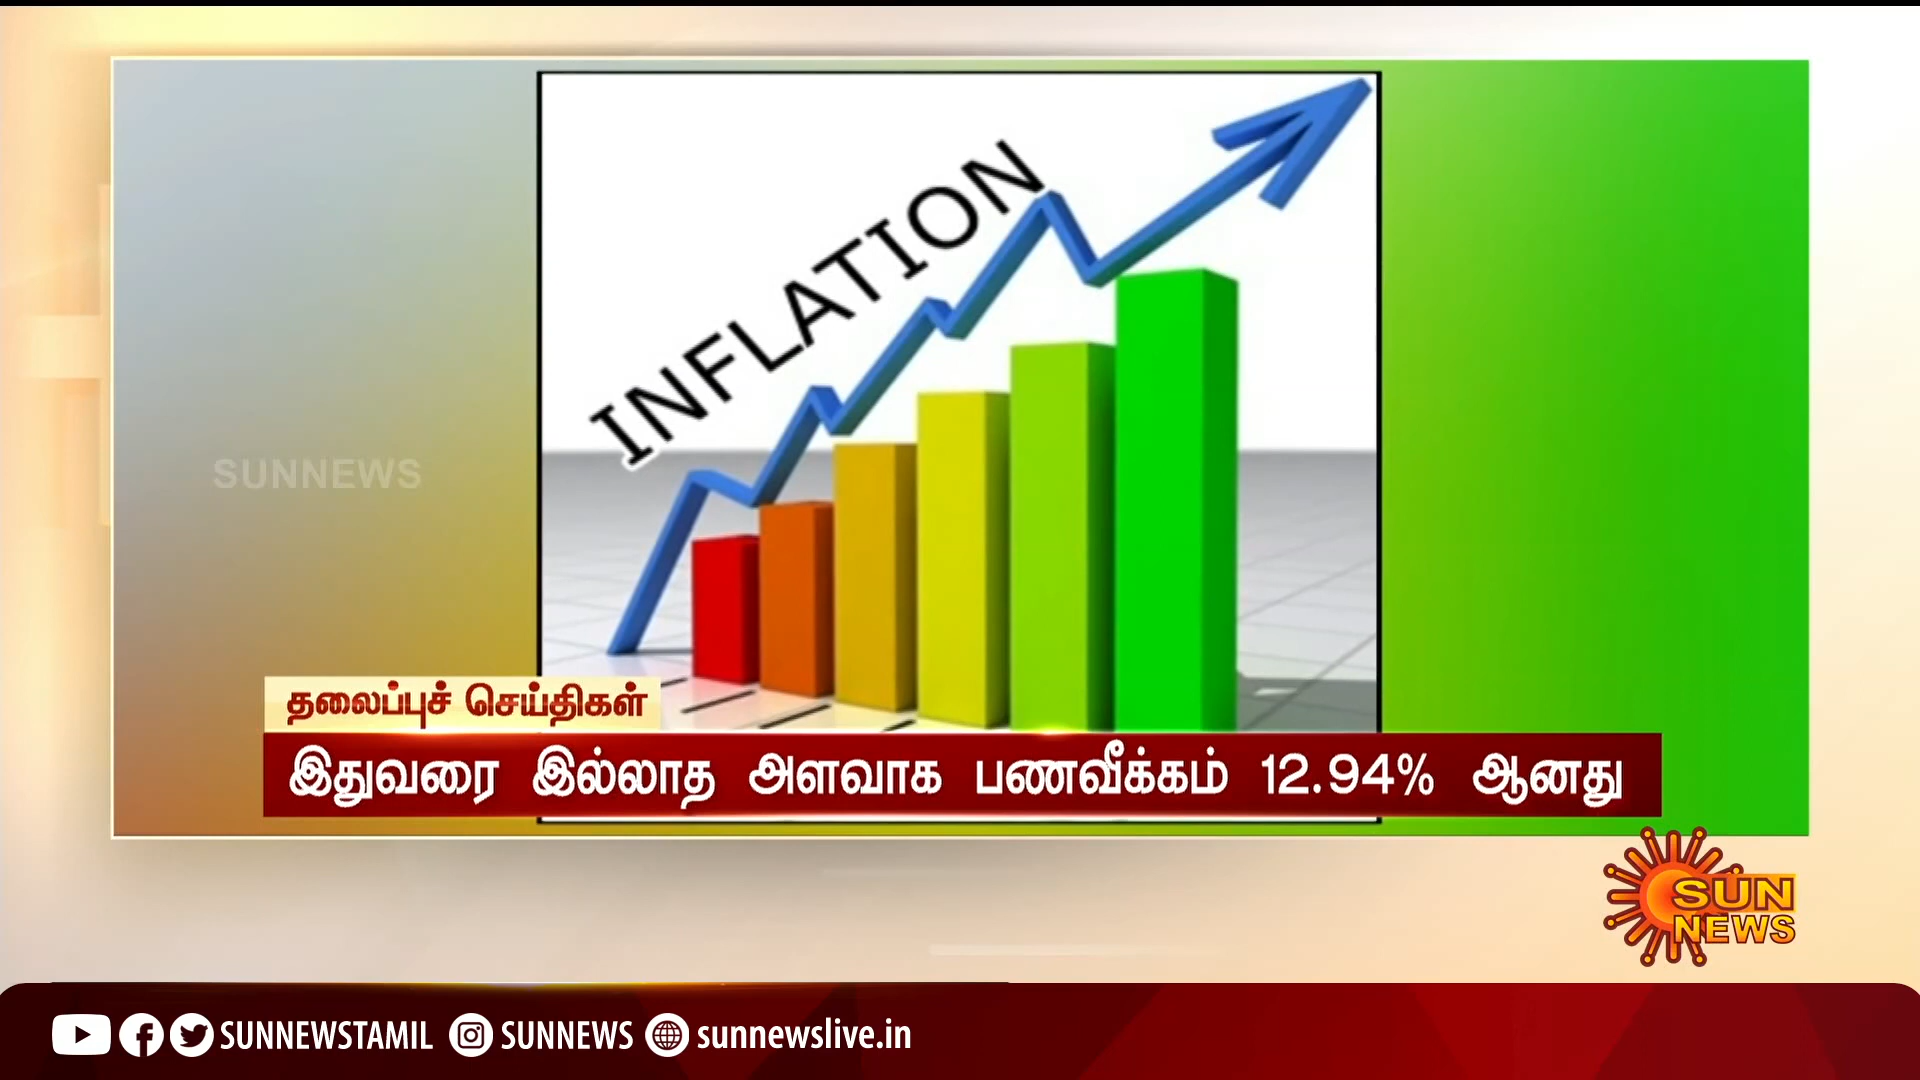 INFLATION
SUNNEWS
தலைப்புச் செய்திகள்
இதுவரை இல்லாத அளவாக பணவீக்கம் 12.94% ஆனது
SUN
NEWS
SUNNEWSTAMIL SUNNEWS sunnewslive.in